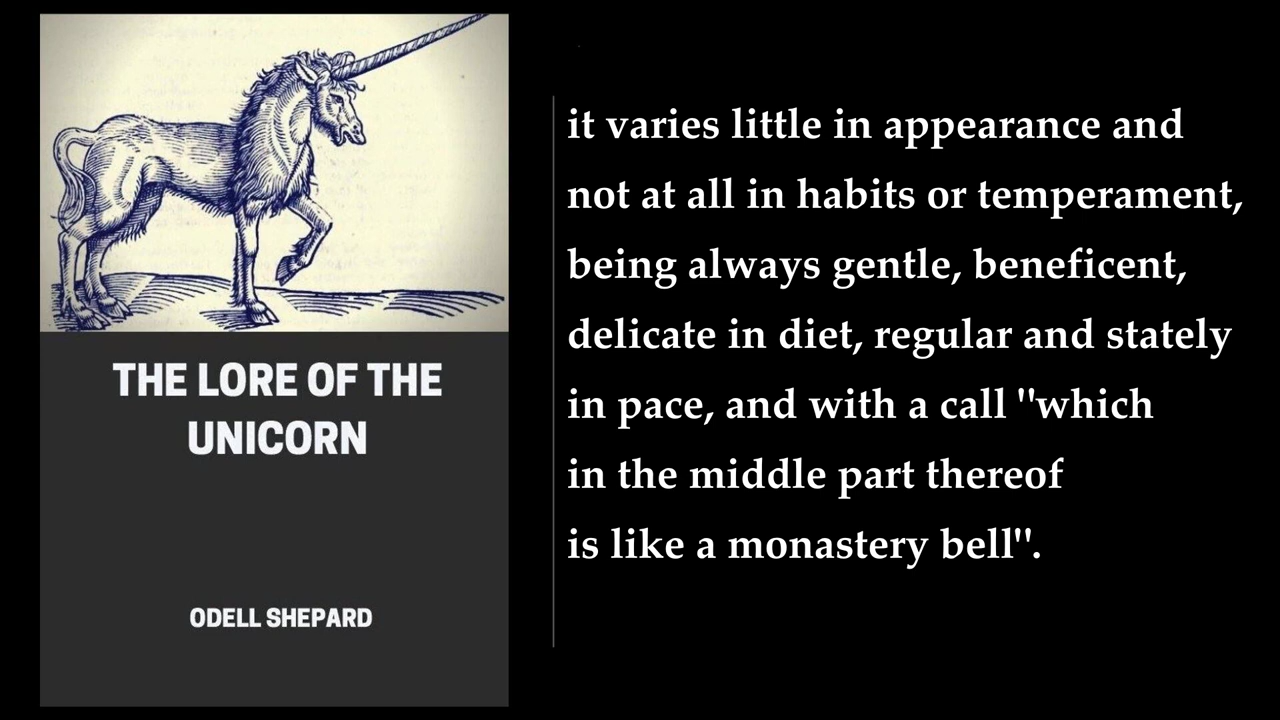 THE LORE OF THE
UNICORN
ODELL SHEPARD
it varies little in appearance and
not at all in habits or temperament,
being always gentle, beneficent,
delicate in diet, regular and stately
in pace, and with a call "which
in the middle part thereof
is like a monastery bell".